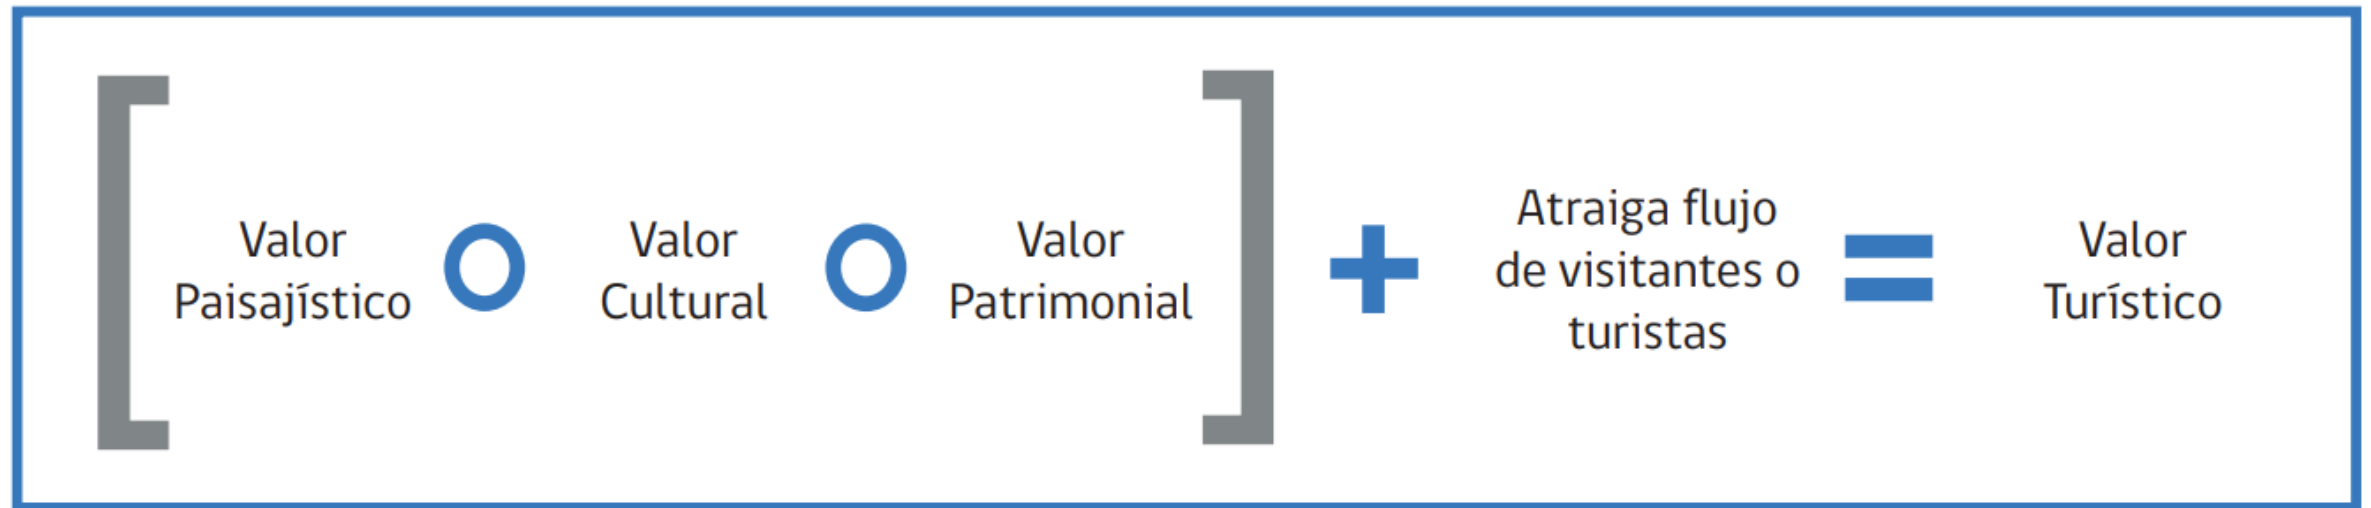 Valor
Paisajístico
O
Valor
Cultural
O
Valor
Patrimonial
+
Atraiga flujo
de visitantes o
turistas
=
Valor
Turístico